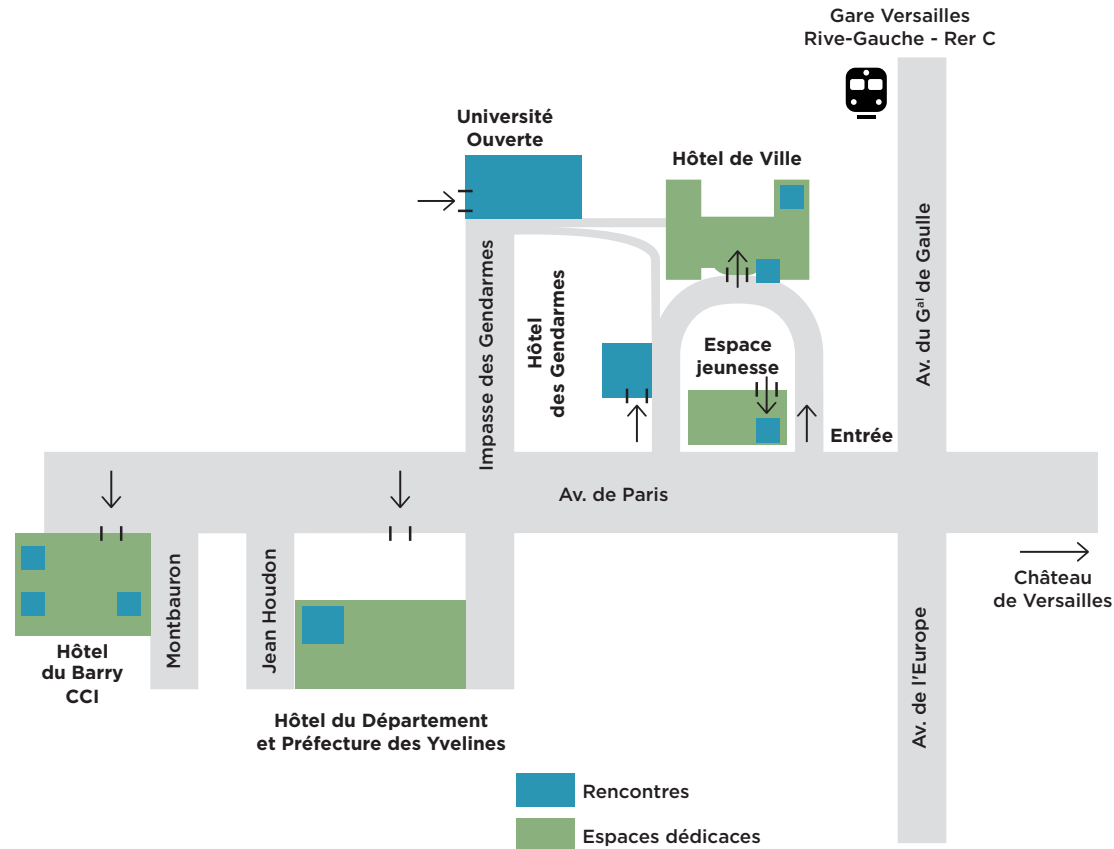 Gare Versailles
Rive-Gauche - Rer C
Université
Ouverte
Hôtel de Ville
Av. du Gal de Gaulle
Impasse des Gendarmes
Hôtel
des Gendarmes
Espace
jeunesse
Entrée
Av. de Paris
Château
de Versailles
Montbauron
Jean Houdon
Av. de l'Europe
Hôtel
du Barry
CCI
Hôtel du Département
et Préfecture des Yvelines
Rencontres
Espaces dédicaces